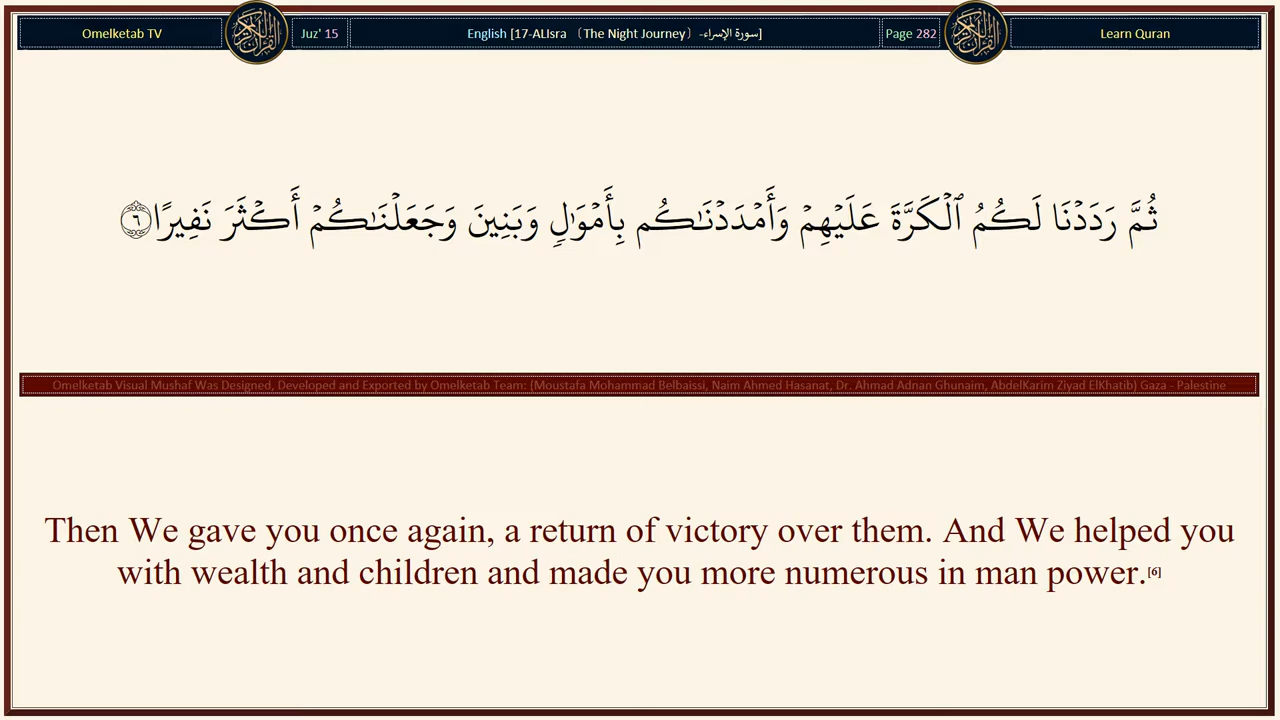 Omelketab TV
Juz' 15
English [17-ALIsra 〔The Night Journey〕 -سورة الإسراء]
Page 282
Learn Quran
ثُمَّ رَدَدۡنَا لَكُمُ ٱلۡكَرَّةَ عَلَيۡهِمۡ وَأَمۡدَدۡنَٰكُم بِأَمۡوَٰلٖ وَبَنِينَ وَجَعَلۡنَٰكُمۡ أَكۡثَرَ نَفِيرًا ٦
Omelketab Visual Mushaf Was Designed, Developed and Exported by Omelketab Team: (Moustafa Mohammad Belbaissi, Naim Ahmed Hasanat, Dr. Ahmad Adnan Ghunaim, AbdelKarim Ziyad ElKhatib) Gaza - Palestine
Then We gave you once again, a return of victory over them. And We helped you
with wealth and children and made you more numerous in man power.[6]